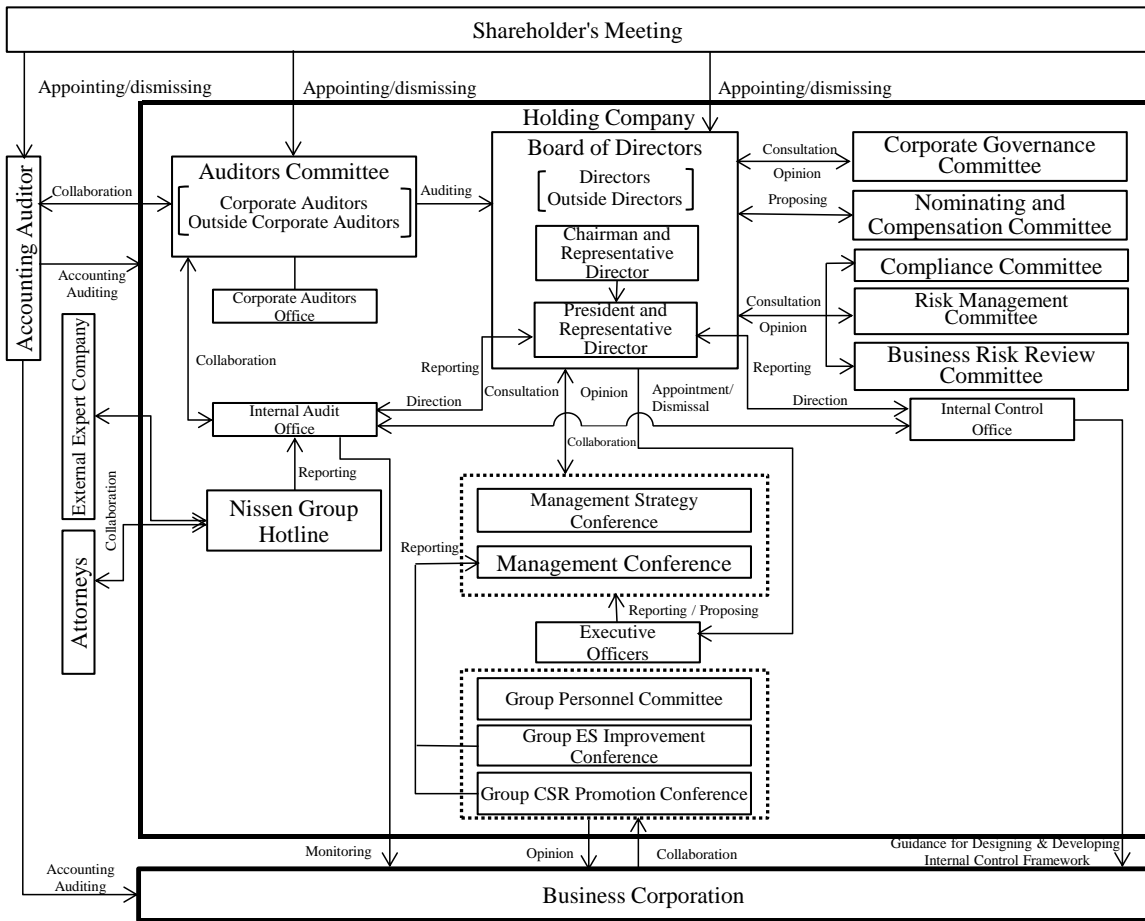 Shareholder's Meeting
Appointing/dismissing
Appointing/dismissing
Appointing/dismissing
Holding Company
Accounting Auditor
Collaboration
Auditors Committee
Corporate Auditors
Outside Corporate Auditors
Auditing
Board of Directors
Directors
Outside Directors
Chairman and
Representative
Director
President and
Representative
Director
Consultation
Opinion
Corporate Governance
Committee
Proposing
Nominating and
Compensation Committee
Compliance Committee
Consultation
Opinion
Risk Management
Committee
Business Risk Review
Committee
Accounting
Auditing
Corporate Auditors
Office
External Expert Company
Collaboration
Reporting
Direction
Consultation
Opinion
Appointment/
Dismissal
Reporting
Direction
Internal Audit
Office
Internal Control
Office
Collaboration
Reporting
Nissen Group
Hotline
Collaboration
Attorneys
Management Strategy
Conference
Reporting
Management Conference
Reporting / Proposing
Executive
Officers
Group Personnel Committee
Group ES Improvement
Conference
Group CSR Promotion Conference
Monitoring
Opinion
Collaboration
Guidance for Designing & Developing
Internal Control Framework
Accounting
Auditing
Business Corporation